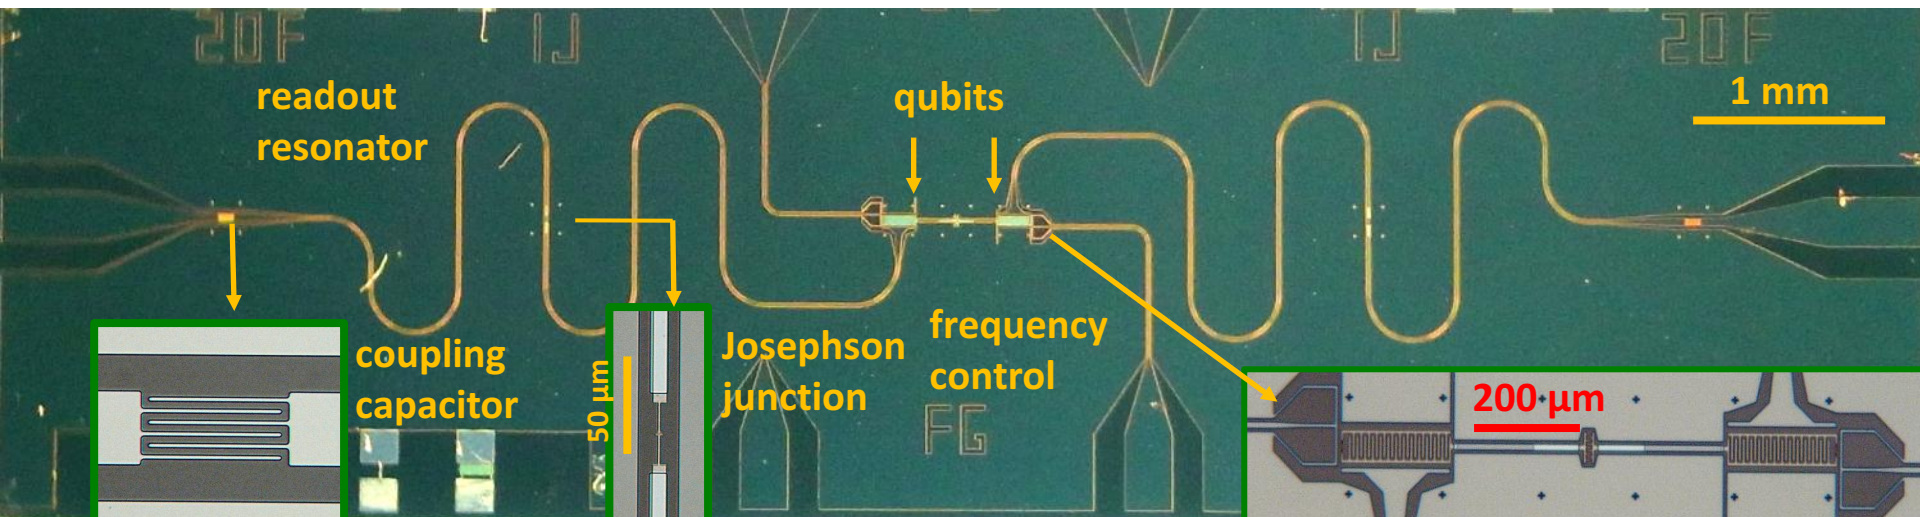 20F
1J
1J
20F
readout
resonator
qubits
1 mm
coupling
capacitor
50 μm
Josephson
junction
frequency
control
FG
200 μm